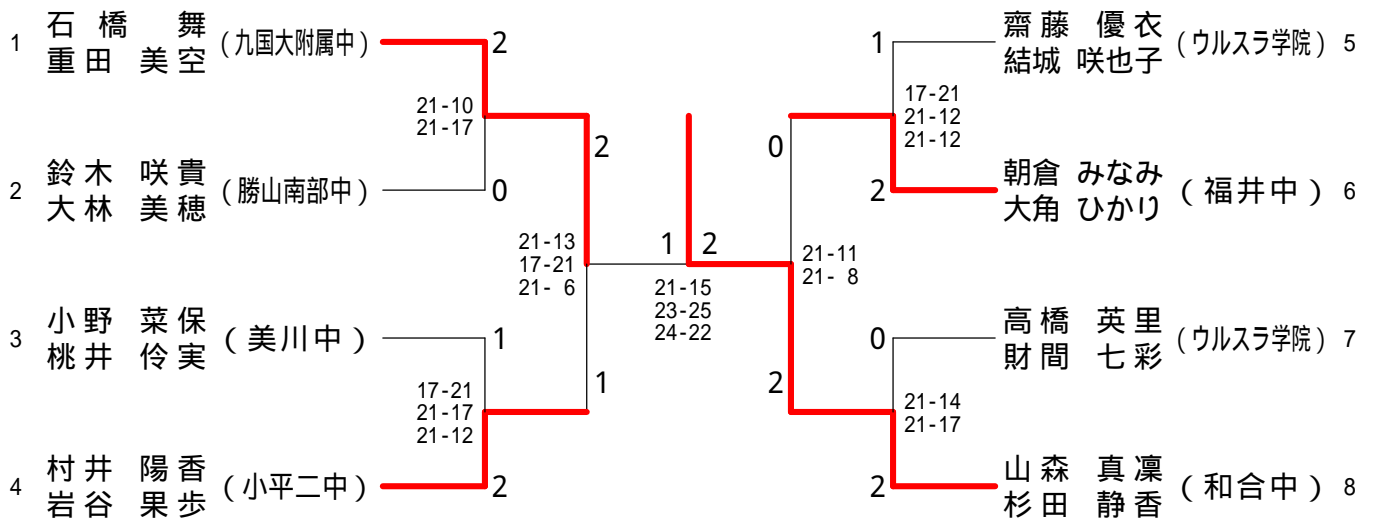 1 石橋 舞 (九国大附属中) 2
重田 美空
21-10
21-17
2 鈴木 咲貴 (勝山南部中) 0
大林 美穂
2
21-13
17-21
21- 6
3 小野 菜保 (美川中) 1
桃井 伶実
17-21
21-17
21-12
1
4 村井 陽香 (小平二中) 2
岩谷 果歩
1 2
21-15
23-25
24-22
1 齋藤 優衣 (ウルスラ学院) 5
結城 咲也子
17-21
21-12
21-12
0
2 朝倉 みなみ (福井中) 6
大角 ひかり
21-11
21- 8
0 高橋 英里 (ウルスラ学院) 7
財間 七彩
2
21-14
21-17
2 山森 真凜 (和合中) 8
杉田 静香